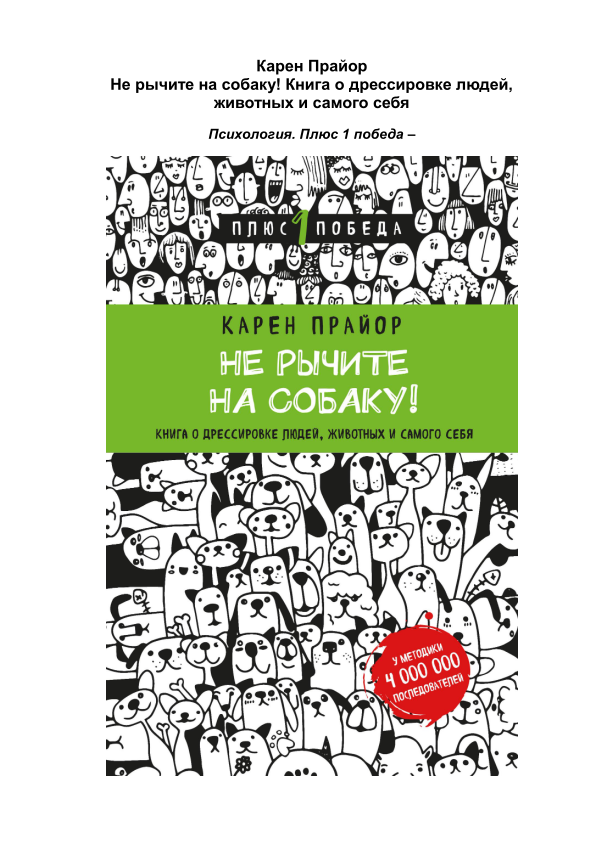 Карен Прайор
Не рычите на собаку! Книга о дрессировке людей,
животных и самого себя
Психология. Плюс 1 победа –
ПЛЮС 1 ПОБЕДА
КАРЕН ПРАЙОР
НЕ РЫЧИТЕ
НА СОБАКУ!
КНИГА О ДРЕССИРОВКЕ ЛЮДЕЙ, ЖИВОТНЫХ И САМОГО СЕБЯ
У МЕТОДИКИ
4 000 000
ПОСЛЕДОВАТЕЛЕЙ